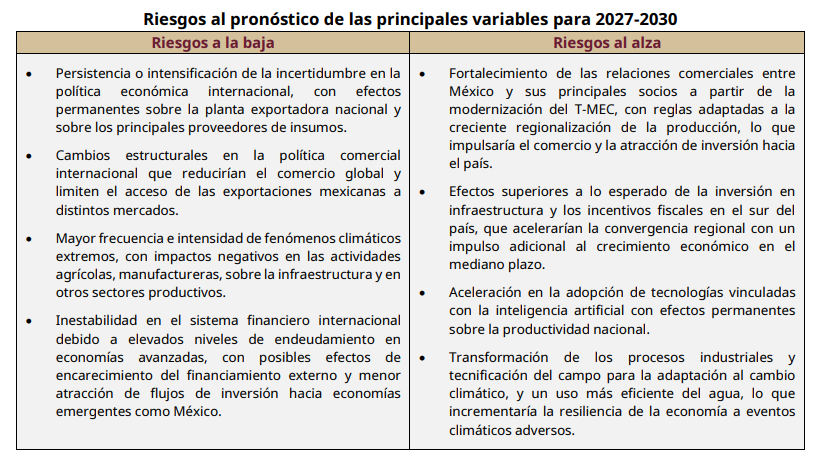 Riesgos al pronóstico de las principales variables para 2027-2030
Riesgos a la baja
• Persistencia o intensificación de la incertidumbre en la
política económica internacional, con efectos
permanentes sobre la planta exportadora nacional y
sobre los principales proveedores de insumos.
• Cambios estructurales en la política comercial
internacional que reducirían el comercio global y
limiten el acceso de las exportaciones mexicanas a
distintos mercados.
• Mayor frecuencia e intensidad de fenómenos climáticos
extremos, con impactos negativos en las actividades
agrícolas, manufactureras, sobre la infraestructura y en
otros sectores productivos.
• Inestabilidad en el sistema financiero internacional
debido a elevados niveles de endeudamiento en
economías avanzadas, con posibles efectos de
encarecimiento del financiamiento externo y menor
atracción de flujos de inversión hacia economías
emergentes como México.
Riesgos al alza
• Fortalecimiento de las relaciones comerciales entre
México y sus principales socios a partir de la
modernización del T-MEC, con reglas adaptadas a la
creciente regionalización de la producción, lo que
impulsaría el comercio y la atracción de inversión hacia
el país.
• Efectos superiores a lo esperado de la inversión en
infraestructura y los incentivos fiscales en el sur del
país, que acelerarían la convergencia regional con un
impulso adicional al crecimiento económico en el
mediano plazo.
• Aceleración en la adopción de tecnologías vinculadas
con la inteligencia artificial con efectos permanentes
sobre la productividad nacional.
• Transformación de los procesos industriales y
tecnificación del campo para la adaptación al cambio
climático, y un uso más eficiente del agua, lo que
incrementaría la resiliencia de la economía a eventos
climáticos adversos.